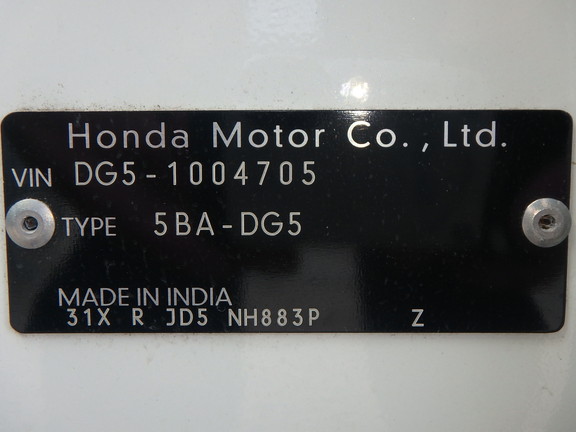 Honda Motor Co., Ltd.
VIN DG5-1004705
TYPE 5BA-DG5
MADE IN INDIA
31X R JD5 NH883P Z